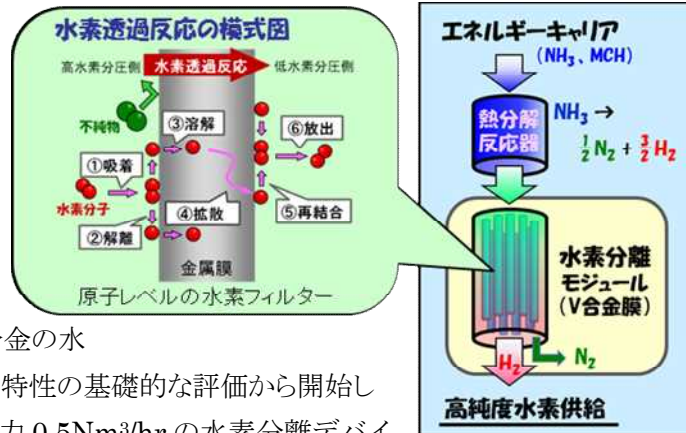 水素透過反応の模式図
高水素分圧側
水素透過反応
低水素分圧側
不純物
③溶解
⑥放出
①吸着
水素分子
②解離
④拡散
⑤再結合
金属膜
原子レベルの水素フィルター
エネルギーキャリア
(NH₃、MCH)
熱分解
反応器
NH₃ →
½ N₂ + 3/2 H₂
水素分離
モジュール
(V合金膜)
H₂
N₂
高純度水素供給
金の水
特性の基礎的な評価から開始し
0.5Nm³/hr の水素分離デバイ